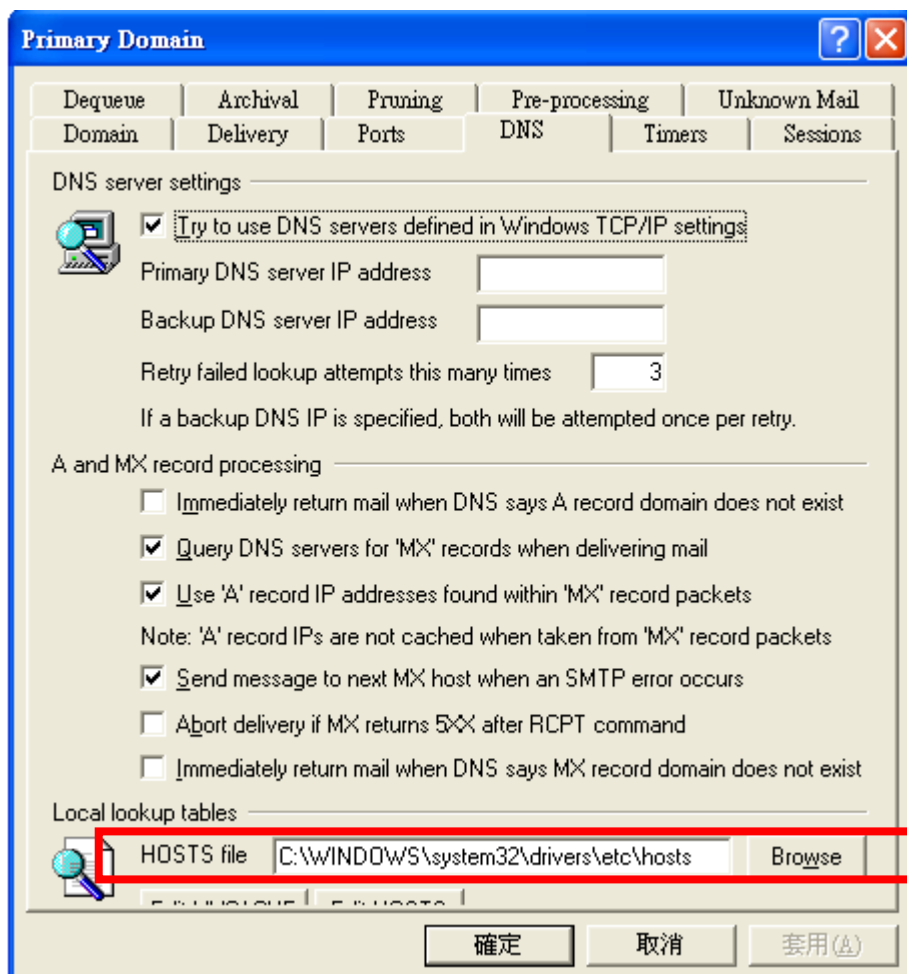 Primary Domain
Dequeue Archival Pruning Pre-processing Unknown Mail
Domain Delivery Ports DNS Timers Sessions
DNS server settings
Try to use DNS servers defined in Windows TCP/IP settings
Primary DNS server IP address
Backup DNS server IP address
Retry failed lookup attempts this many times 3
If a backup DNS IP is specified, both will be attempted once per retry.
A and MX record processing
Immediately return mail when DNS says A record domain does not exist
Query DNS servers for 'MX' records when delivering mail
Use 'A' record IP addresses found within 'MX' record packets
Note: 'A' record IPs are not cached when taken from 'MX' record packets
Send message to next MX host when an SMTP error occurs
Abort delivery if MX returns 5XX after RCPT command
Immediately return mail when DNS says MX record domain does not exist
Local lookup tables
HOSTS file C:\WINDOWS\system32\drivers\etc\hosts Browse
確定 取消 套用(A)